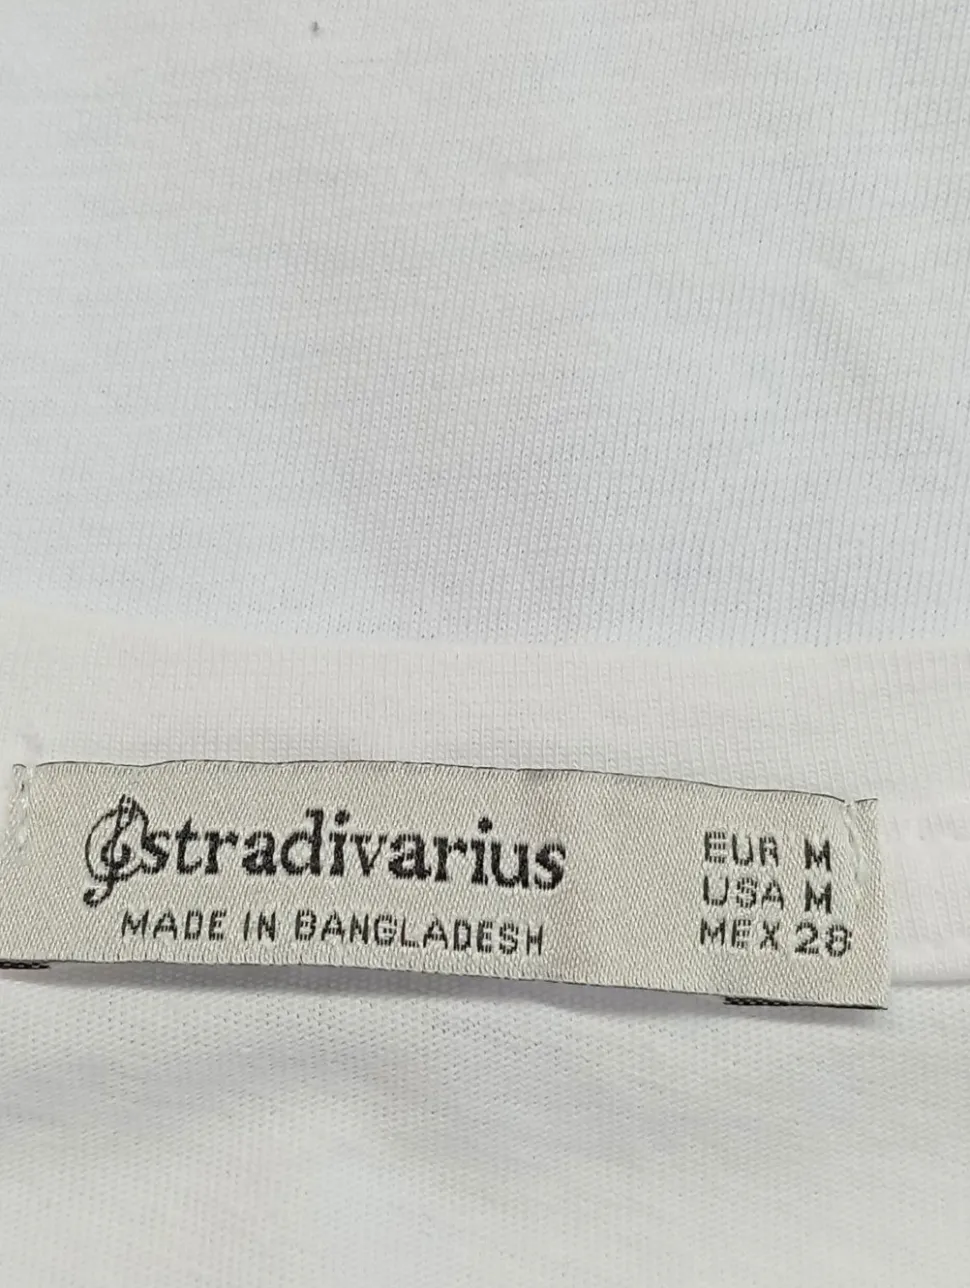 stradivarius
MADE IN BANGLADESH
EUR M
USA M
MEX 28